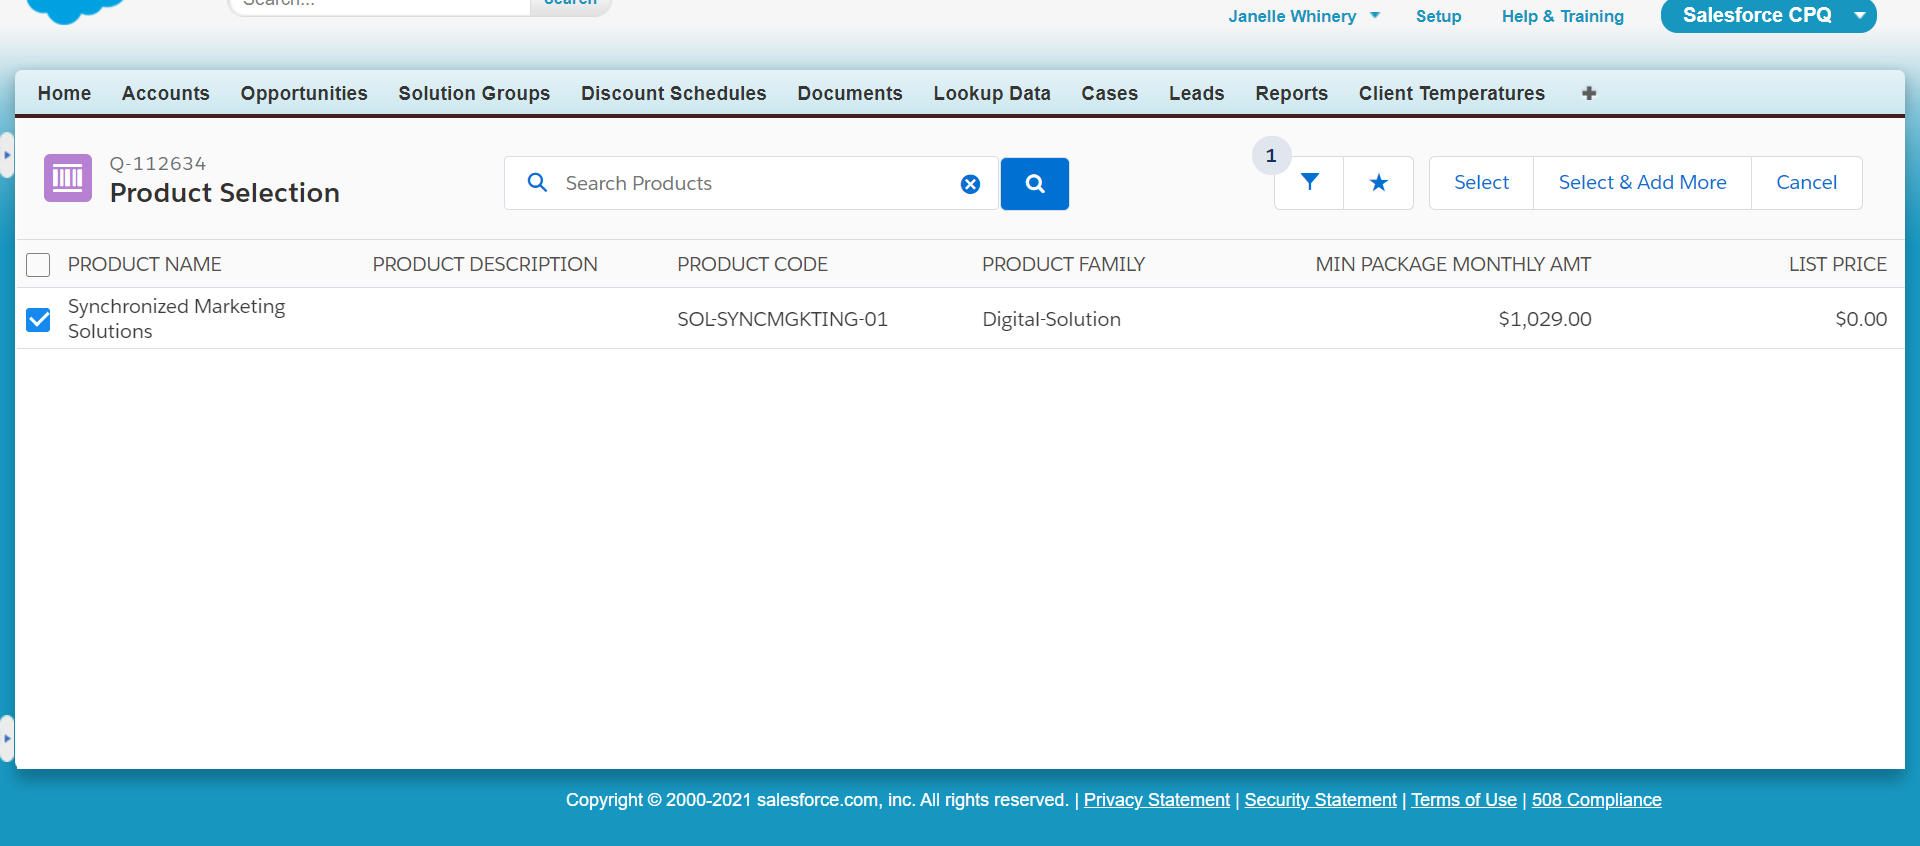 Search...
Search
Janelle Whinery
Setup
Help & Training
Salesforce CPQ
Home
Accounts
Opportunities
Solution Groups
Discount Schedules
Documents
Lookup Data
Cases
Leads
Reports
Client Temperatures
Q-112634
Product Selection
Search Products
1
Select
Select & Add More
Cancel
PRODUCT NAME
PRODUCT DESCRIPTION
PRODUCT CODE
PRODUCT FAMILY
MIN PACKAGE MONTHLY AMT
LIST PRICE
Synchronized Marketing
Solutions
SOL-SYNCMGKTING-01
Digital-Solution
$1,029.00
$0.00
Copyright © 2000-2021 salesforce.com, inc. All rights reserved. | Privacy Statement | Security Statement | Terms of Use | 508 Compliance